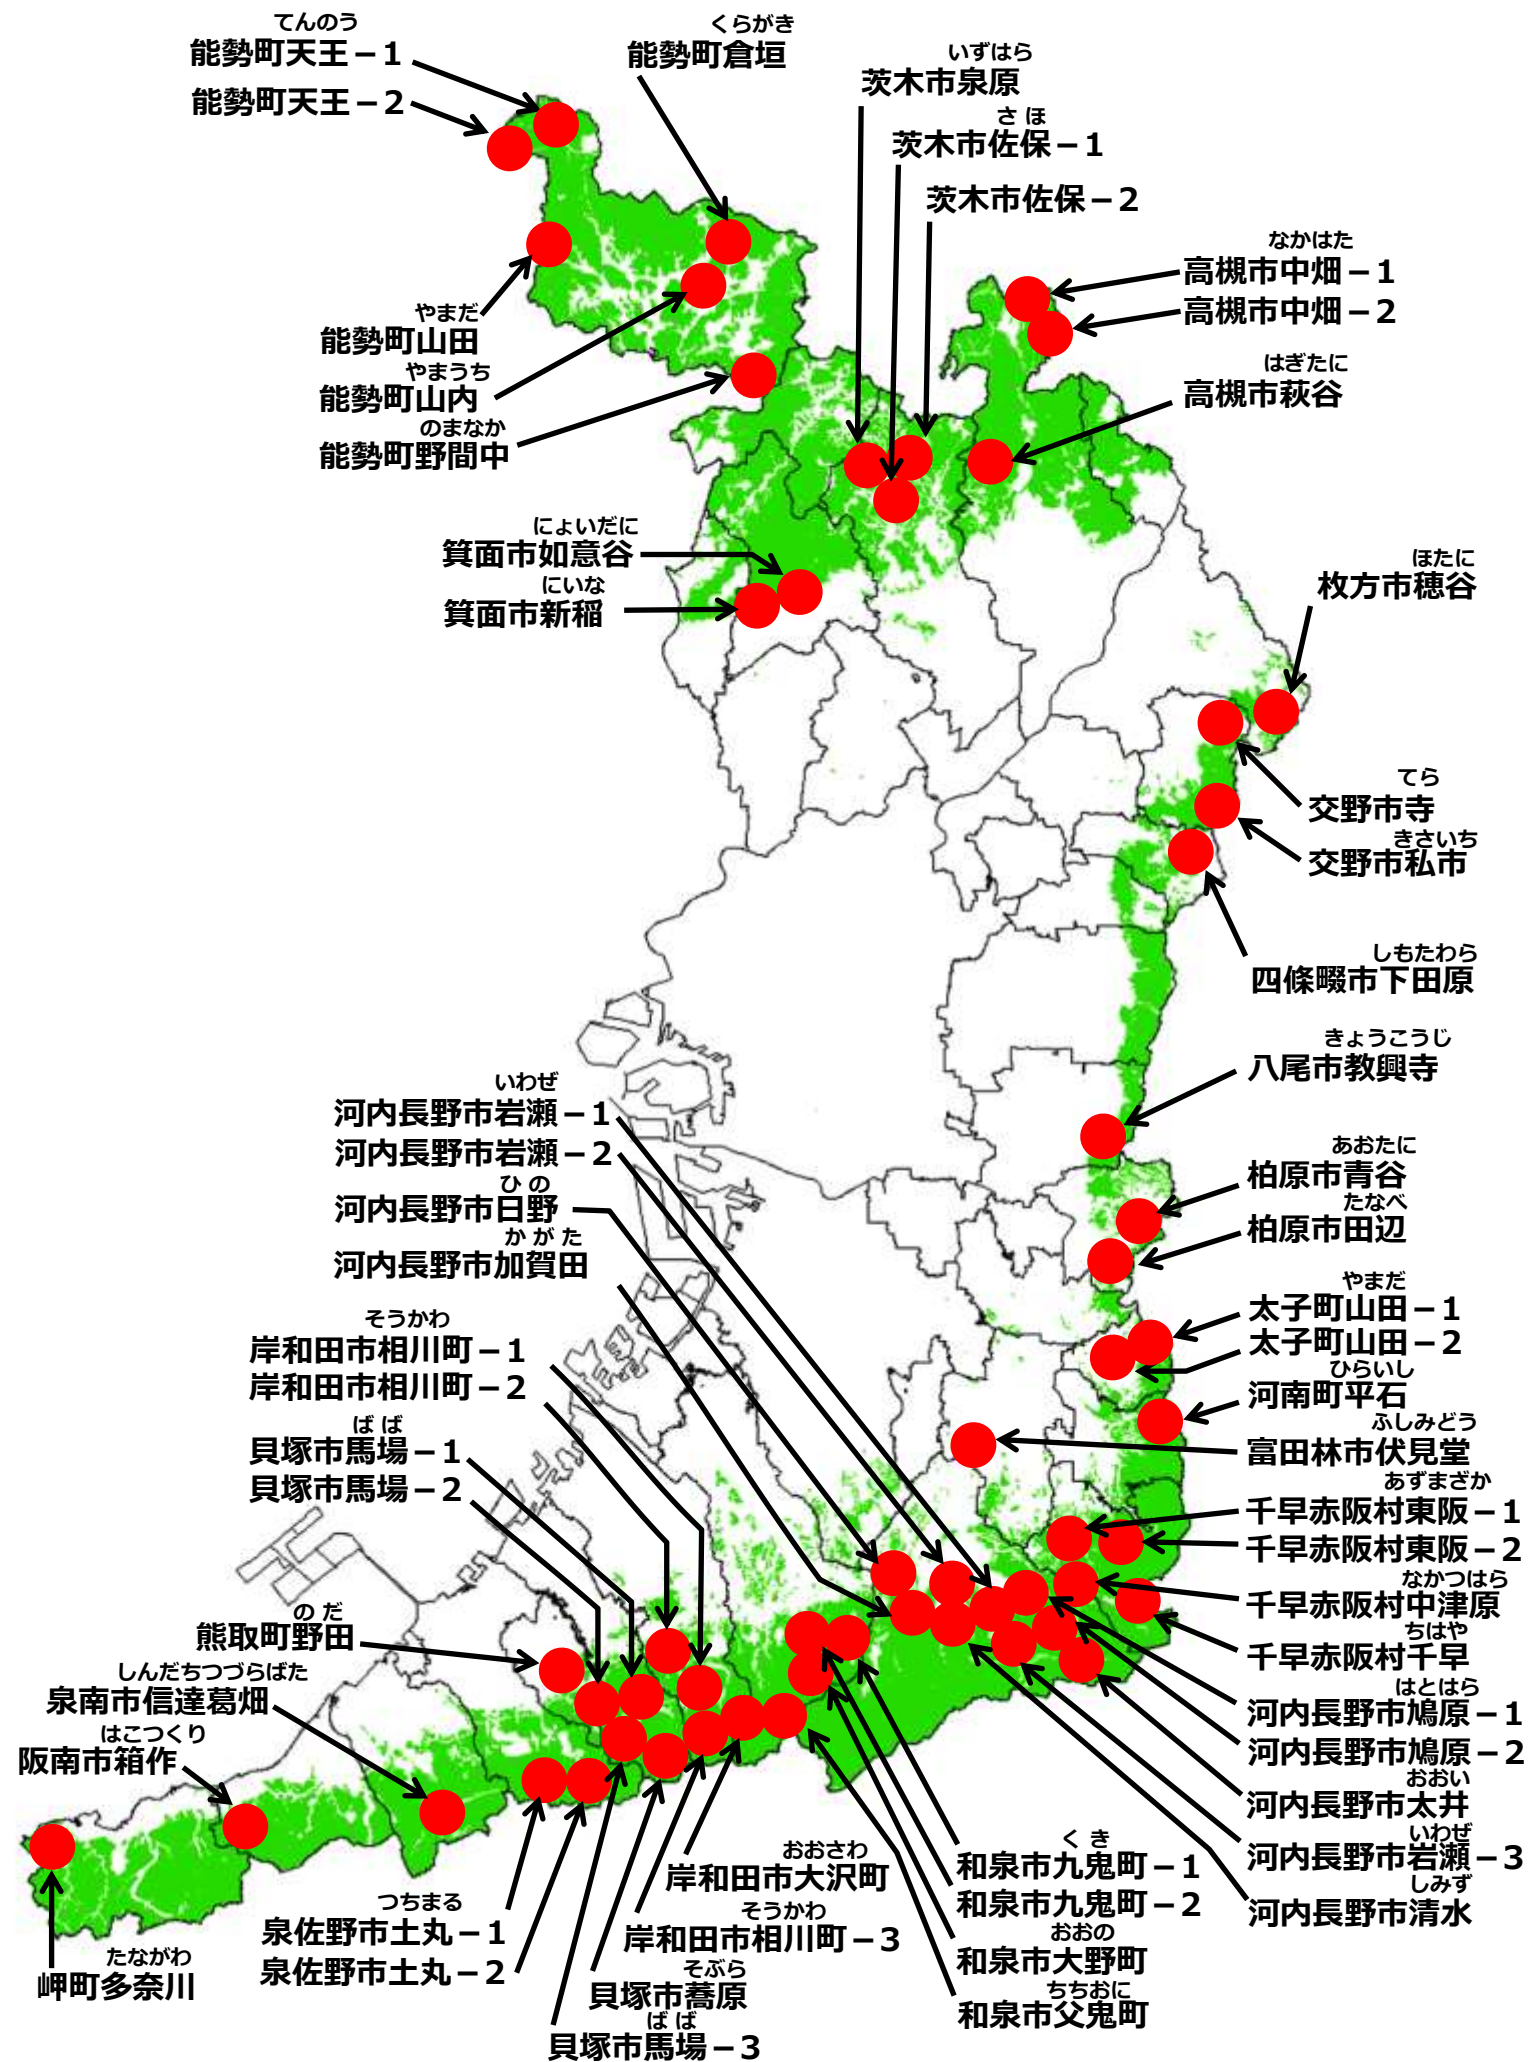 てんのう
能勢町天王－1
能勢町天王－2
くらがき
能勢町倉垣
いずはら
茨木市泉原
さほ
茨木市佐保－1
茨木市佐保－2
なかはた
高槻市中畑－1
高槻市中畑－2
はぎたに
高槻市萩谷
やまだ
能勢町山田
やまうち
能勢町山内
のまなか
能勢町野間中
にょいだに
箕面市如意谷
にいな
箕面市新稲
ほたに
枚方市穂谷
てら
交野市寺
きさいち
交野市私市
しもたわら
四條畷市下田原
きょうこうじ
八尾市教興寺
あおたに
柏原市青谷
たなべ
柏原市田辺
やまだ
太子町山田－1
太子町山田－2
ひらいし
河南町平石
ふしみどう
富田林市伏見堂
あずまざか
千早赤阪村東阪－1
千早赤阪村東阪－2
なかつはら
千早赤阪村中津原
ちはや
千早赤阪村千早
はとはら
河内長野市鳩原－1
河内長野市鳩原－2
おおい
河内長野市太井
いわぜ
河内長野市岩瀬－3
しみず
河内長野市清水
いわぜ
河内長野市岩瀬－1
河内長野市岩瀬－2
ひの
河内長野市日野
かがた
河内長野市加賀田
そうかわ
岸和田市相川町－1
岸和田市相川町－2
ばば
貝塚市馬場－1
貝塚市馬場－2
のだ
熊取町野田
しんだちつづらばた
泉南市信達葛畑
はこつくり
阪南市箱作
たながわ
岬町多奈川
つちまる
泉佐野市土丸－1
泉佐野市土丸－2
おおさわ
岸和田市大沢町
そうかわ
岸和田市相川町－3
そぶら
貝塚市蕎原
ばば
貝塚市馬場－3
くき
和泉市九鬼町－1
和泉市九鬼町－2
おおの
和泉市大野町
ちちおに
和泉市父鬼町